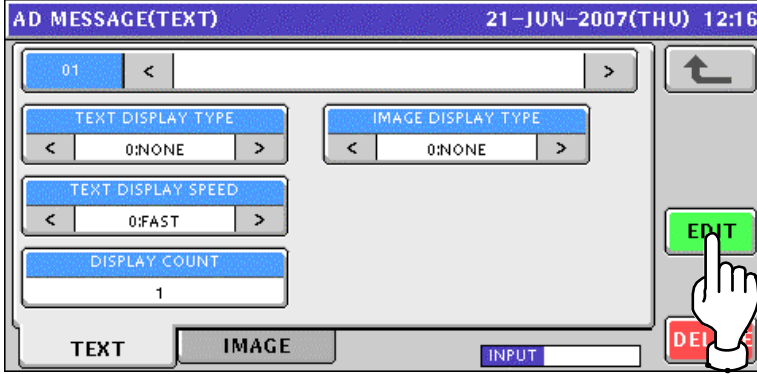 AD MESSAGE(TEXT) 21-JUN-2007(THU) 12:16
01 < >
TEXT DISPLAY TYPE IMAGE DISPLAY TYPE
< 0:NONE > < 0:NONE >
TEXT DISPLAY SPEED
< 0:FAST >
EDIT
DISPLAY COUNT
1
TEXT IMAGE INPUT